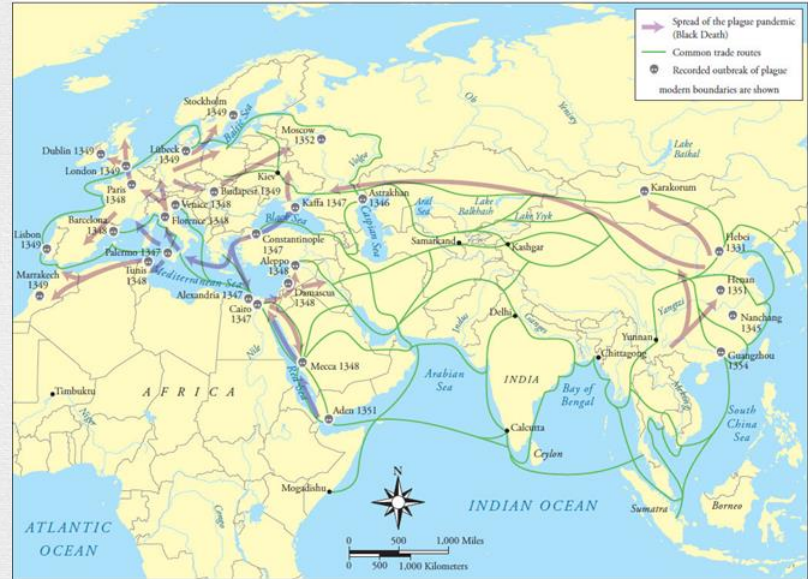 Spread of the plague pandemic
(Black Death)
Common trade routes
Recorded outbreak of plague
modern boundaries are shown
Stockholm
1349
Baltic Sea
Moscow
1352
Ob
Yenisey
Lake
Baikal
Dublin 1349
Lübeck
1349
London 1349
Volga
Kiev
Paris
1348
Budapest 1349
Venice 1348
Kaffa 1347
Astrakhan
1346
Aral
Sea
Lake
Balkhash
Karakorum
Florence 1348
Barcelona
1348
Black Sea
Caspian Sea
Hebei
1331
Lisbon
1349
Constantinople
1347
Samarkand
Kashgar
Palermo 1347
Aleppo
1348
Marrakech
1349
Tunis
1348
Mediterranean Sea
Damascus
1348
Henan
1351
Alexandria 1347
Cairo
1347
Yangzi
Nanchang
1345
Nile
Delhi
Ganges
Indus
Yunnan
Chittagong
Guangzhou
1354
Mecca 1348
Timbuktu
AFRICA
Red Sea
Arabian
Sea
INDIA
Bay of
Bengal
Mekong
South
China
Sea
Niger
Aden 1351
Calcutta
Ceylon
Mogadishu
N
Congo
INDIAN OCEAN
Sumatra
Borneo
ATLANTIC
OCEAN
0 500 1,000 Miles
0 500 1,000 Kilometers